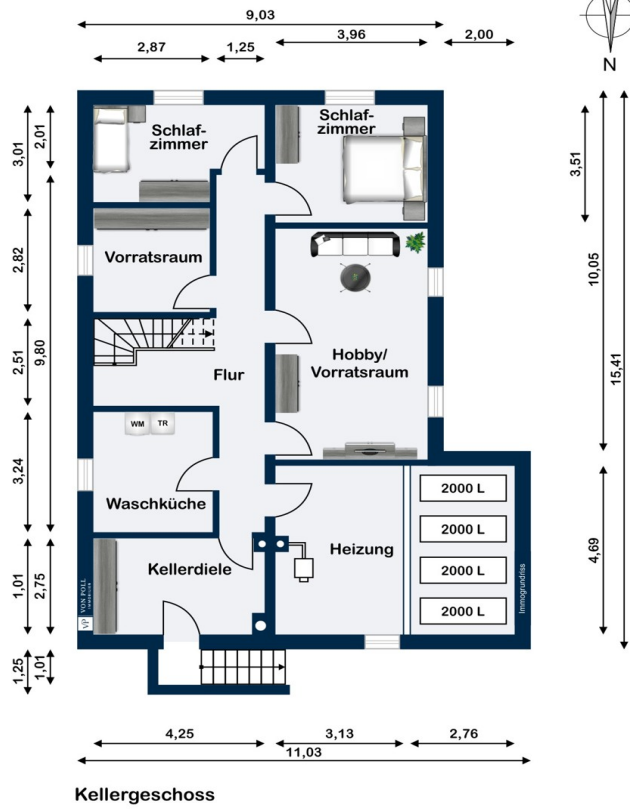 9,03
2,87
1,25
3,96
2,00
N
Schlaf-
zimmer
Schlaf-
zimmer
3,01
2,01
3,51
Vorratsraum
2,82
10,05
9,80
15,41
2,51
Flur
Hobby/
Vorratsraum
WM
TR
3,24
Waschküche
2000 L
2000 L
2000 L
2000 L
Heizung
4,69
Kellerdiele
1,01
2,75
VP VON POLL
IMMOBILIEN
Immogrundriss
1,25
1,01
4,25
3,13
2,76
11,03
Kellergeschoss